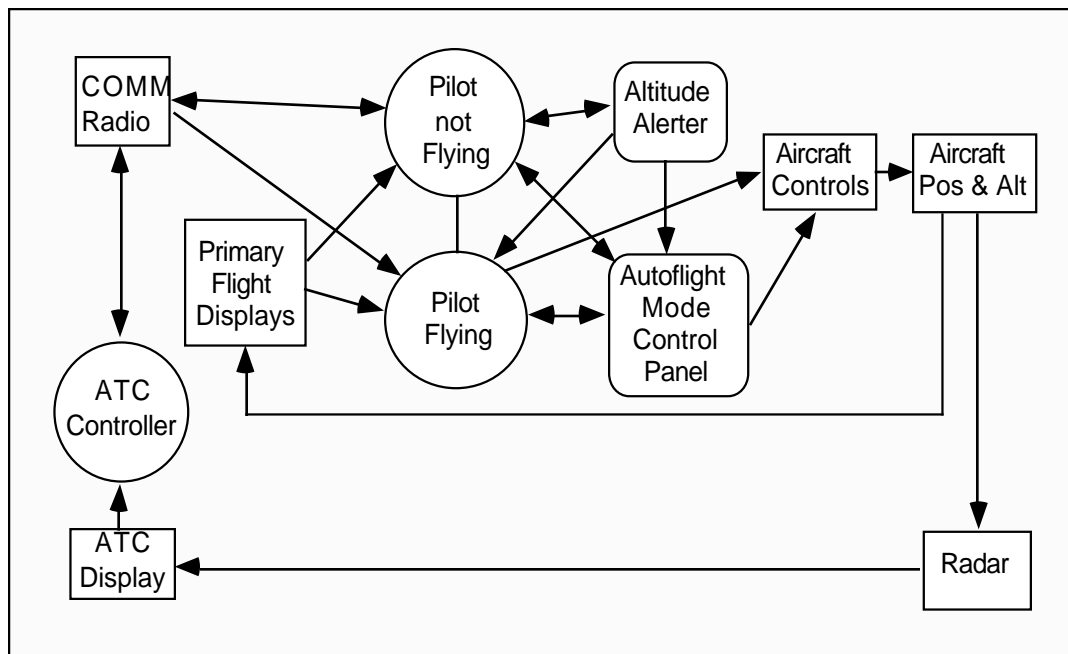 COMM
Radio
Pilot
not
Flying
Altitude
Alerter
Aircraft
Controls
Aircraft
Pos & Alt
Primary
Flight
Displays
Pilot
Flying
Autoflight
Mode
Control
Panel
ATC
Controller
ATC
Display
Radar